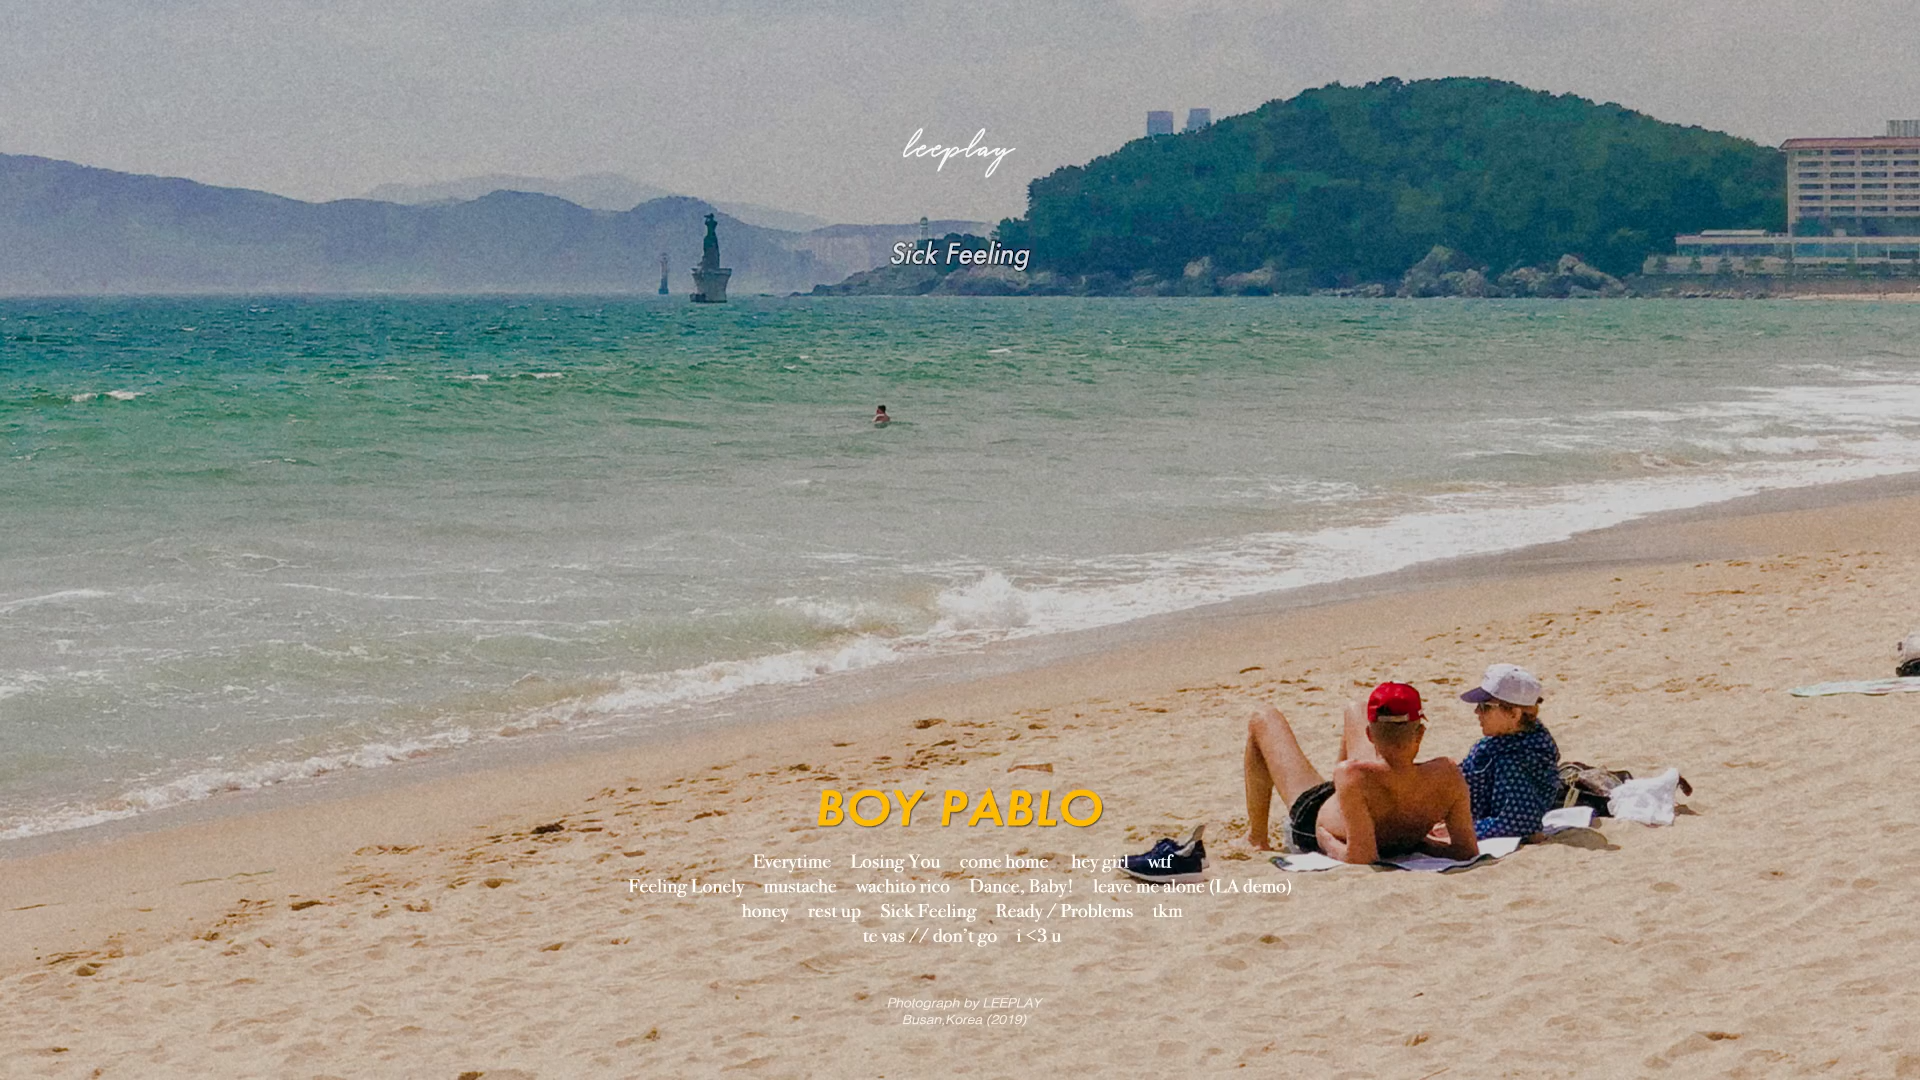 leeplay
Sick Feeling
BOY PABLO
Everytime Losing You come home hey girl wtf
Feeling Lonely mustache wachito rico Dance, Baby! leave me alone (LA demo)
honey rest up Sick Feeling Ready / Problems tkm
te vas // don't go i <3 u
Photograph by LEEPLAY
Busan,Korea (2019)